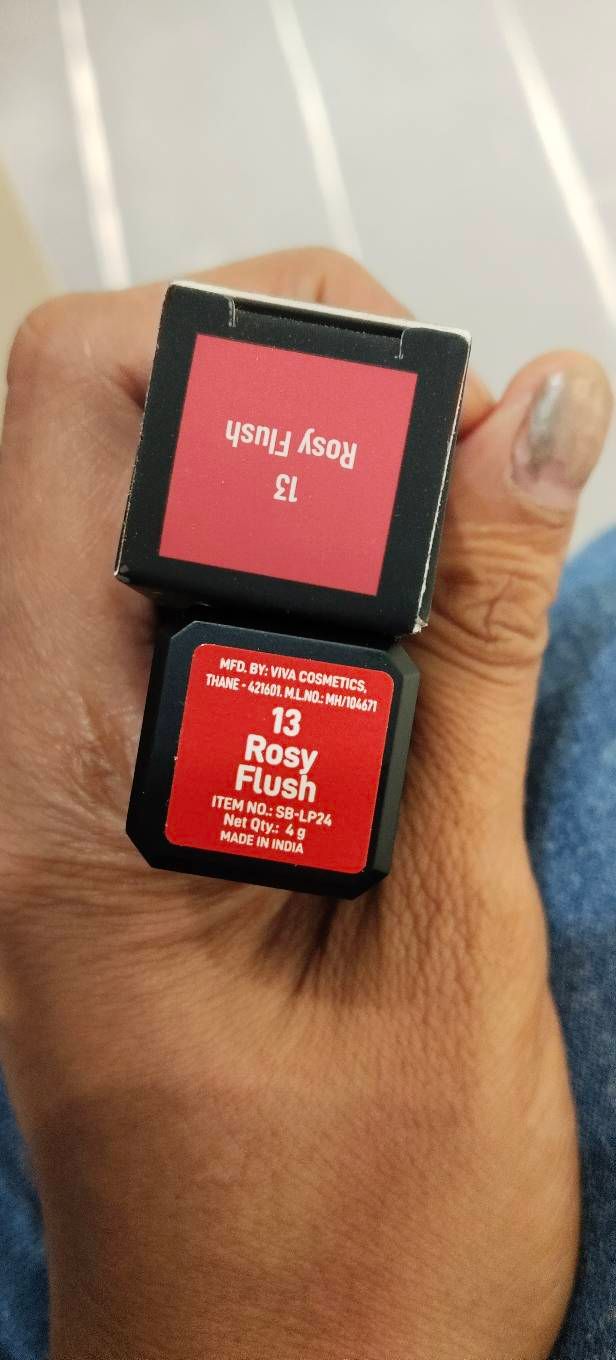 13
Rosy Flush
MFD. BY: VIVA COSMETICS,
THANE - 421601. M.L.NO.: MH/104671
13
Rosy
Flush
ITEM NO.: SB-LP24
Net Qty.: 4 g
MADE IN INDIA